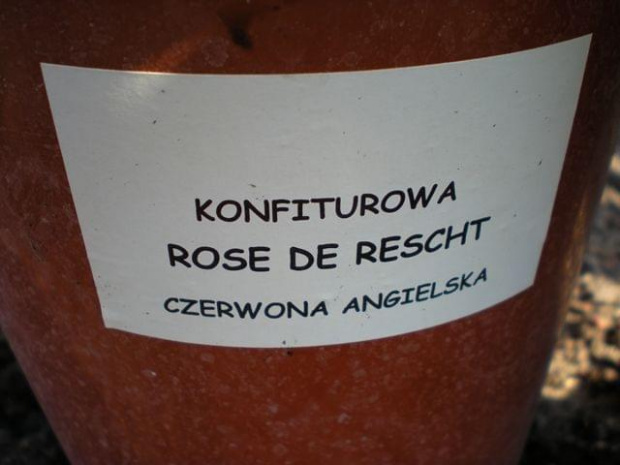 KONFITUROWA
ROSE DE RESCHT
CZERWONA ANGIELSKA